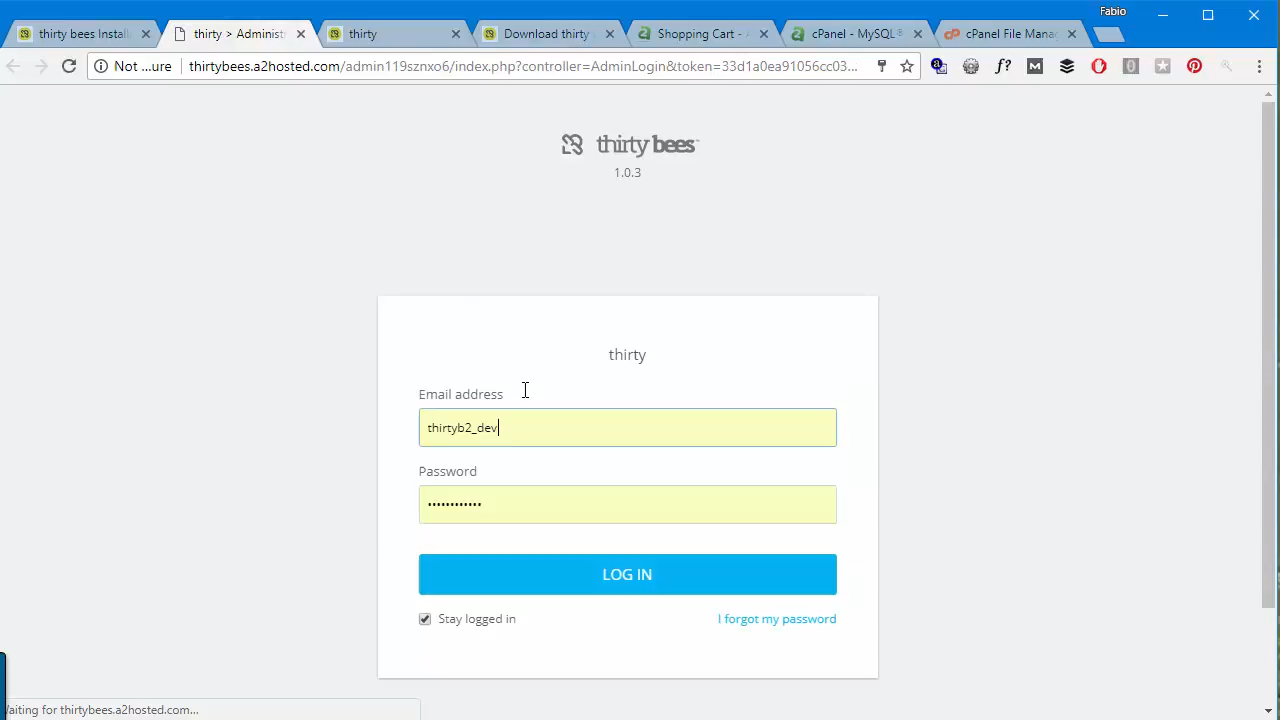 Fabio
thirty bees Install
thirty > Administ
thirty
Download thirty
Shopping Cart - A
cPanel - MySQL®
cPanel File Mana
Not ...ure
thirtybees.a2hosted.com/admin119sznxo6/index.php?controller=AdminLogin&token=33d1a0ea91056cc03...
thirty bees
1.0.3
thirty
Email address
thirtyb2_dev
Password
••••••••••••
LOG IN
Stay logged in
I forgot my password
Waiting for thirtybees.a2hosted.com...